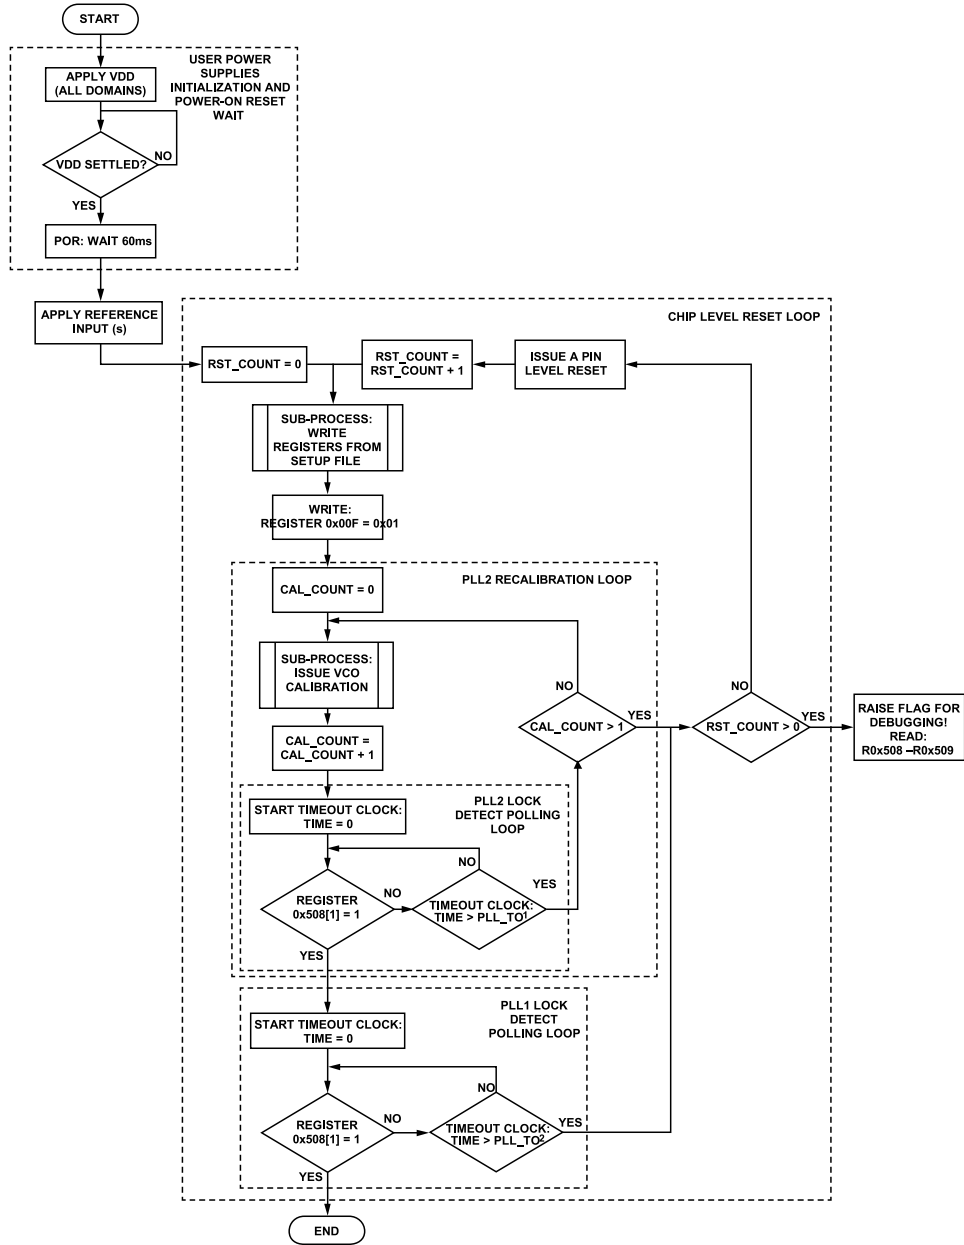 START
USER POWER
SUPPLIES
INITIALIZATION AND
POWER-ON RESET
WAIT
APPLY VDD
(ALL DOMAINS)
VDD SETTLED?
NO
YES
POR: WAIT 60ms
APPLY REFERENCE
INPUT (s)
CHIP LEVEL RESET LOOP
RST_COUNT = 0
RST_COUNT =
RST_COUNT + 1
ISSUE A PIN
LEVEL RESET
SUB-PROCESS:
WRITE
REGISTERS FROM
SETUP FILE
WRITE:
REGISTER 0x00F = 0x01
PLL2 RECALIBRATION LOOP
CAL_COUNT = 0
SUB-PROCESS:
ISSUE VCO
CALIBRATION
CAL_COUNT =
CAL_COUNT + 1
NO
CAL_COUNT > 1
YES
NO
RST_COUNT > 0
YES
RAISE FLAG FOR
DEBUGGING!
READ:
R0x508 –R0x509
PLL2 LOCK
DETECT POLLING
LOOP
START TIMEOUT CLOCK:
TIME = 0
NO
REGISTER
0x508[1] = 1
NO
TIMEOUT CLOCK:
TIME > PLL_TO1
YES
YES
PLL1 LOCK
DETECT
POLLING LOOP
START TIMEOUT CLOCK:
TIME = 0
NO
REGISTER
0x508[1] = 1
NO
TIMEOUT CLOCK:
TIME > PLL_TO2
YES
YES
END